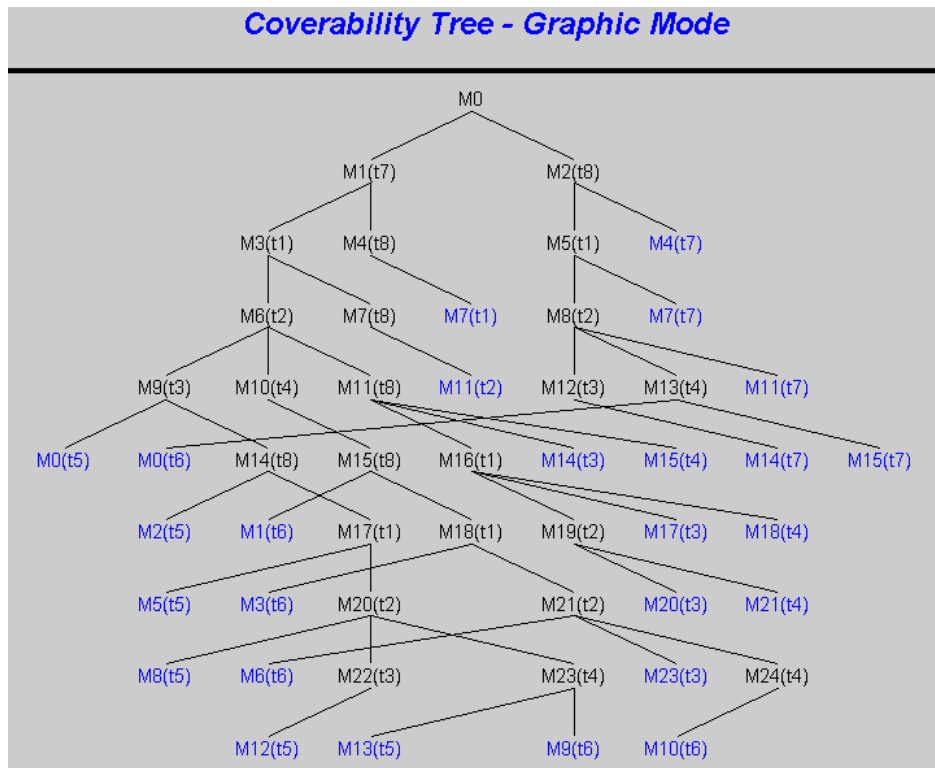 Coverability Tree - Graphic Mode
M0
M1(t7) M2(t8)
M3(t1) M4(t8) M5(t1) M4(t7)
M6(t2) M7(t8) M7(t1) M8(t2) M7(t7)
M9(t3) M10(t4) M11(t8) M11(t2) M12(t3) M13(t4) M11(t7)
M0(t5) M0(t6) M14(t8) M15(t8) M16(t1) M14(t3) M15(t4) M14(t7) M15(t7)
M2(t5) M1(t6) M17(t1) M18(t1) M19(t2) M17(t3) M18(t4)
M5(t5) M3(t6) M20(t2) M21(t2) M20(t3) M21(t4)
M8(t5) M6(t6) M22(t3) M23(t4) M23(t3) M24(t4)
M12(t5) M13(t5) M9(t6) M10(t6)